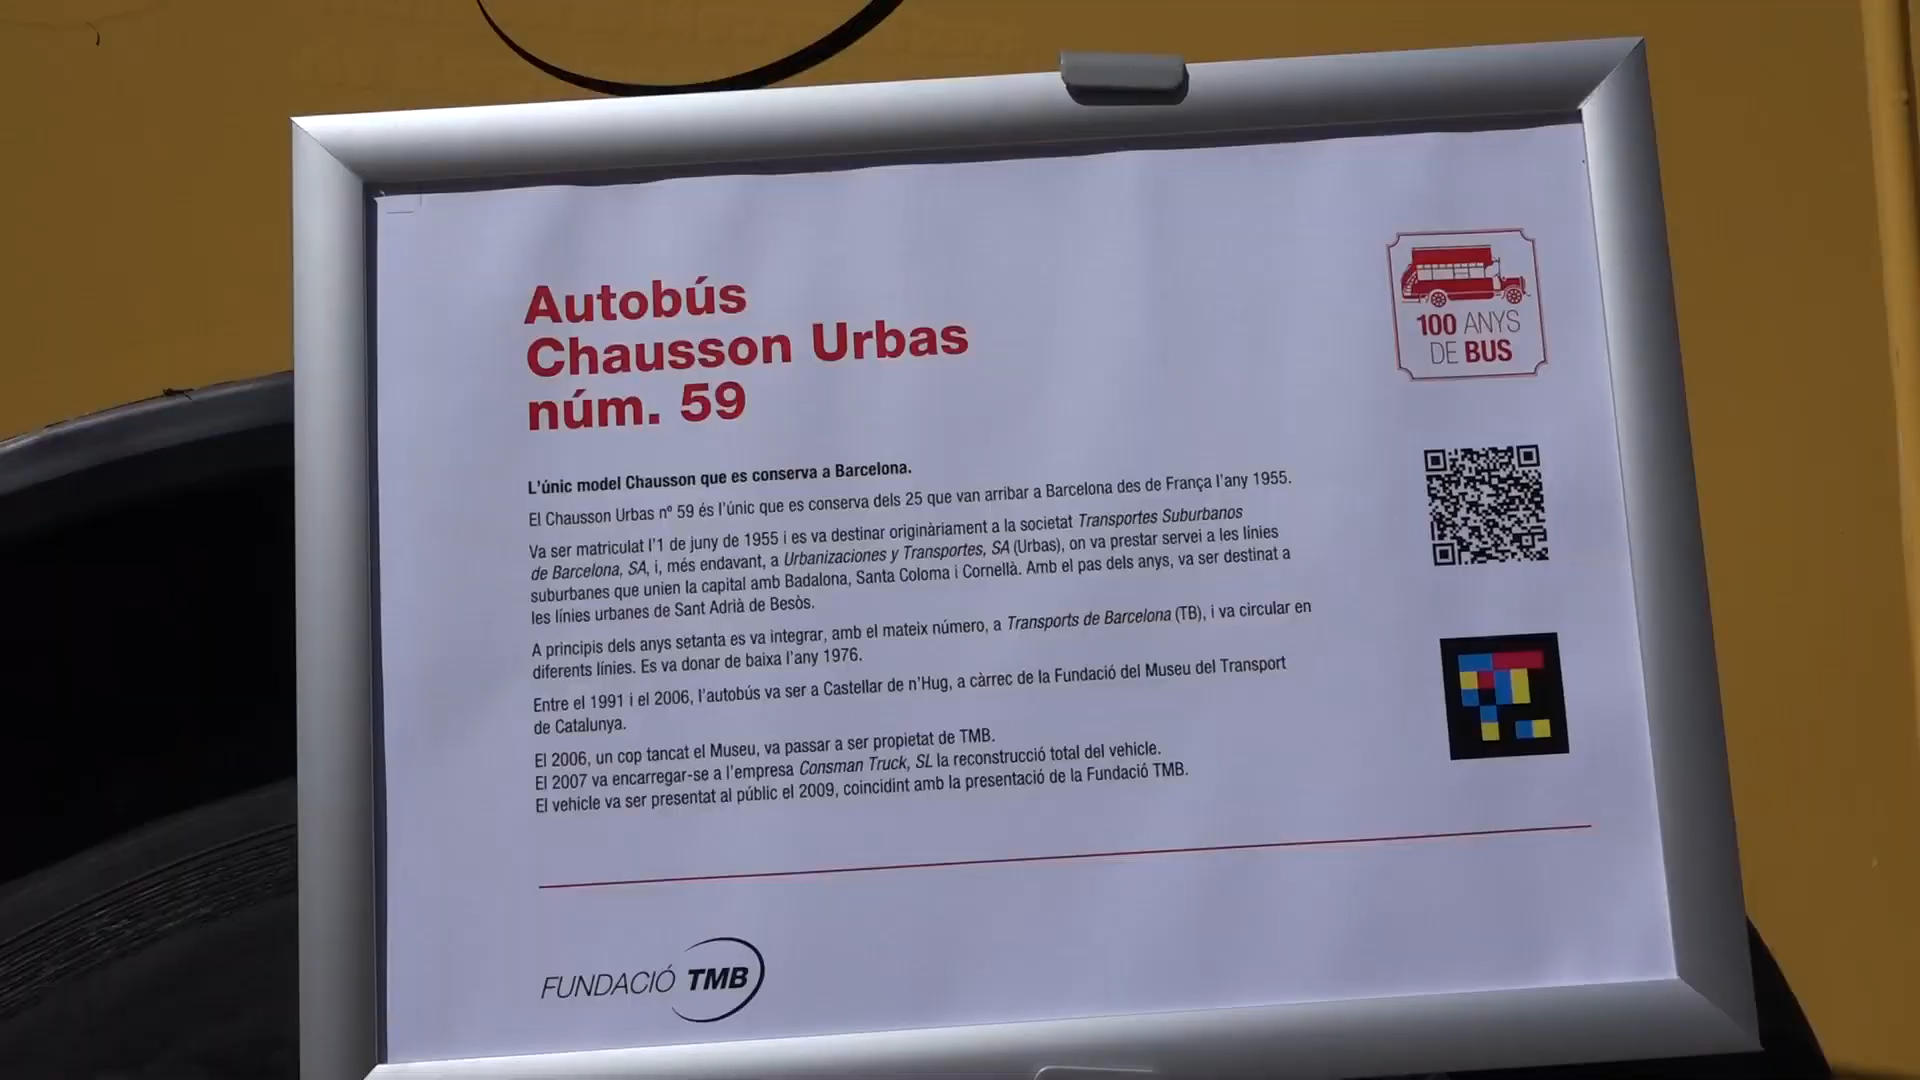 Autobús
Chausson Urbas
núm. 59
100 ANYS
DE BUS
L'únic model Chausson que es conserva a Barcelona.
El Chausson Urbas nº 59 és l'únic que es conserva dels 25 que van arribar a Barcelona des de França l'any 1955.
Va ser matriculat l'1 de juny de 1955 i es va destinar originàriament a la societat Transportes Suburbanos
de Barcelona, SA, i, més endavant, a Urbanizaciones y Transportes, SA (Urbas), on va prestar servei a les línies
suburbanes que unien la capital amb Badalona, Santa Coloma i Cornellà. Amb el pas dels anys, va ser destinat a
les línies urbanes de Sant Adrià de Besòs.
A principis dels anys setanta es va integrar, amb el mateix número, a Transports de Barcelona (TB), i va circular en
diferents línies. Es va donar de baixa l'any 1976.
Entre el 1991 i el 2006, l'autobús va ser a Castellar de n'Hug, a càrrec de la Fundació del Museu del Transport
de Catalunya.
El 2006, un cop tancat el Museu, va passar a ser propietat de TMB.
El 2007 va encarregar-se a l'empresa Consman Truck, SL la reconstrucció total del vehicle.
El vehicle va ser presentat al públic el 2009, coincidint amb la presentació de la Fundació TMB.
FUNDACIÓ TMB